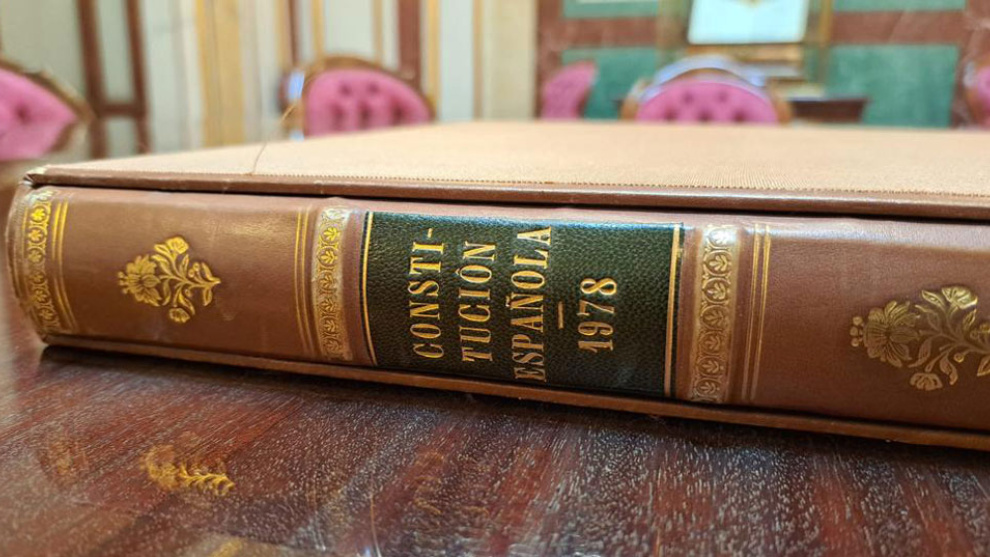 CONSTI-
TUCIÓN
ESPAÑOLA
1978